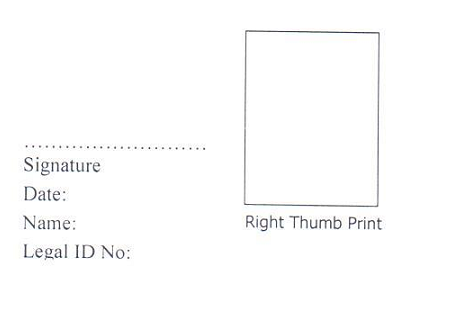 ...........................
Signature
Date:
Name:
Legal ID No:
Right Thumb Print